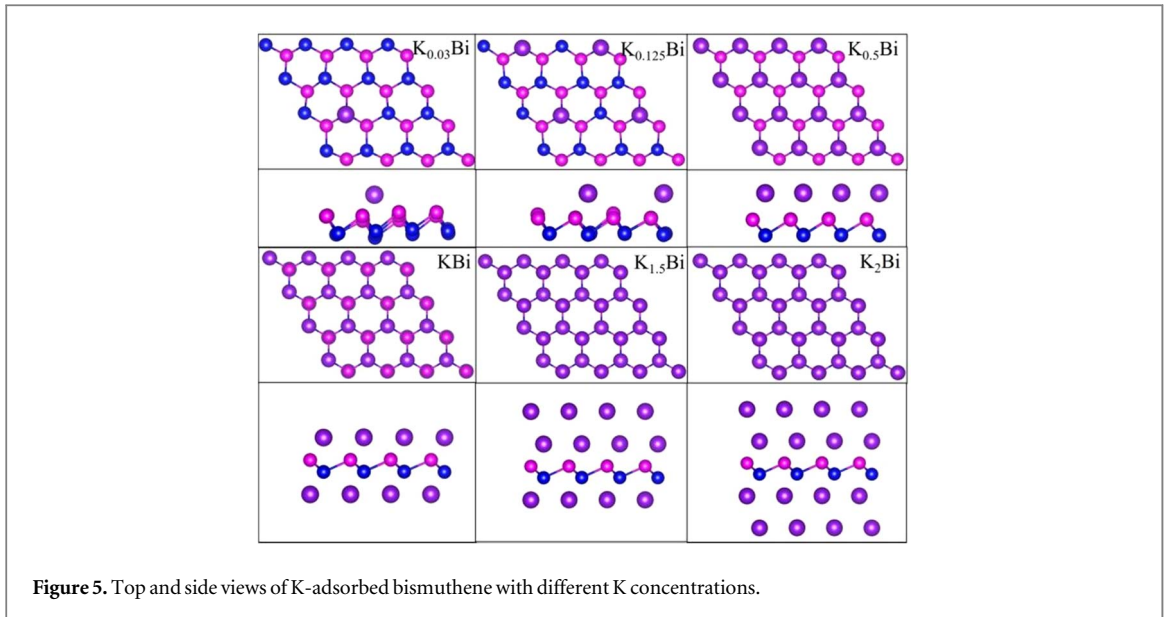 K₀.₀₃Bi
K₀.₁₂₅Bi
K₀.₅Bi
KBi
K₁.₅Bi
K₂Bi
Figure 5. Top and side views of K-adsorbed bismuthene with different K concentrations.